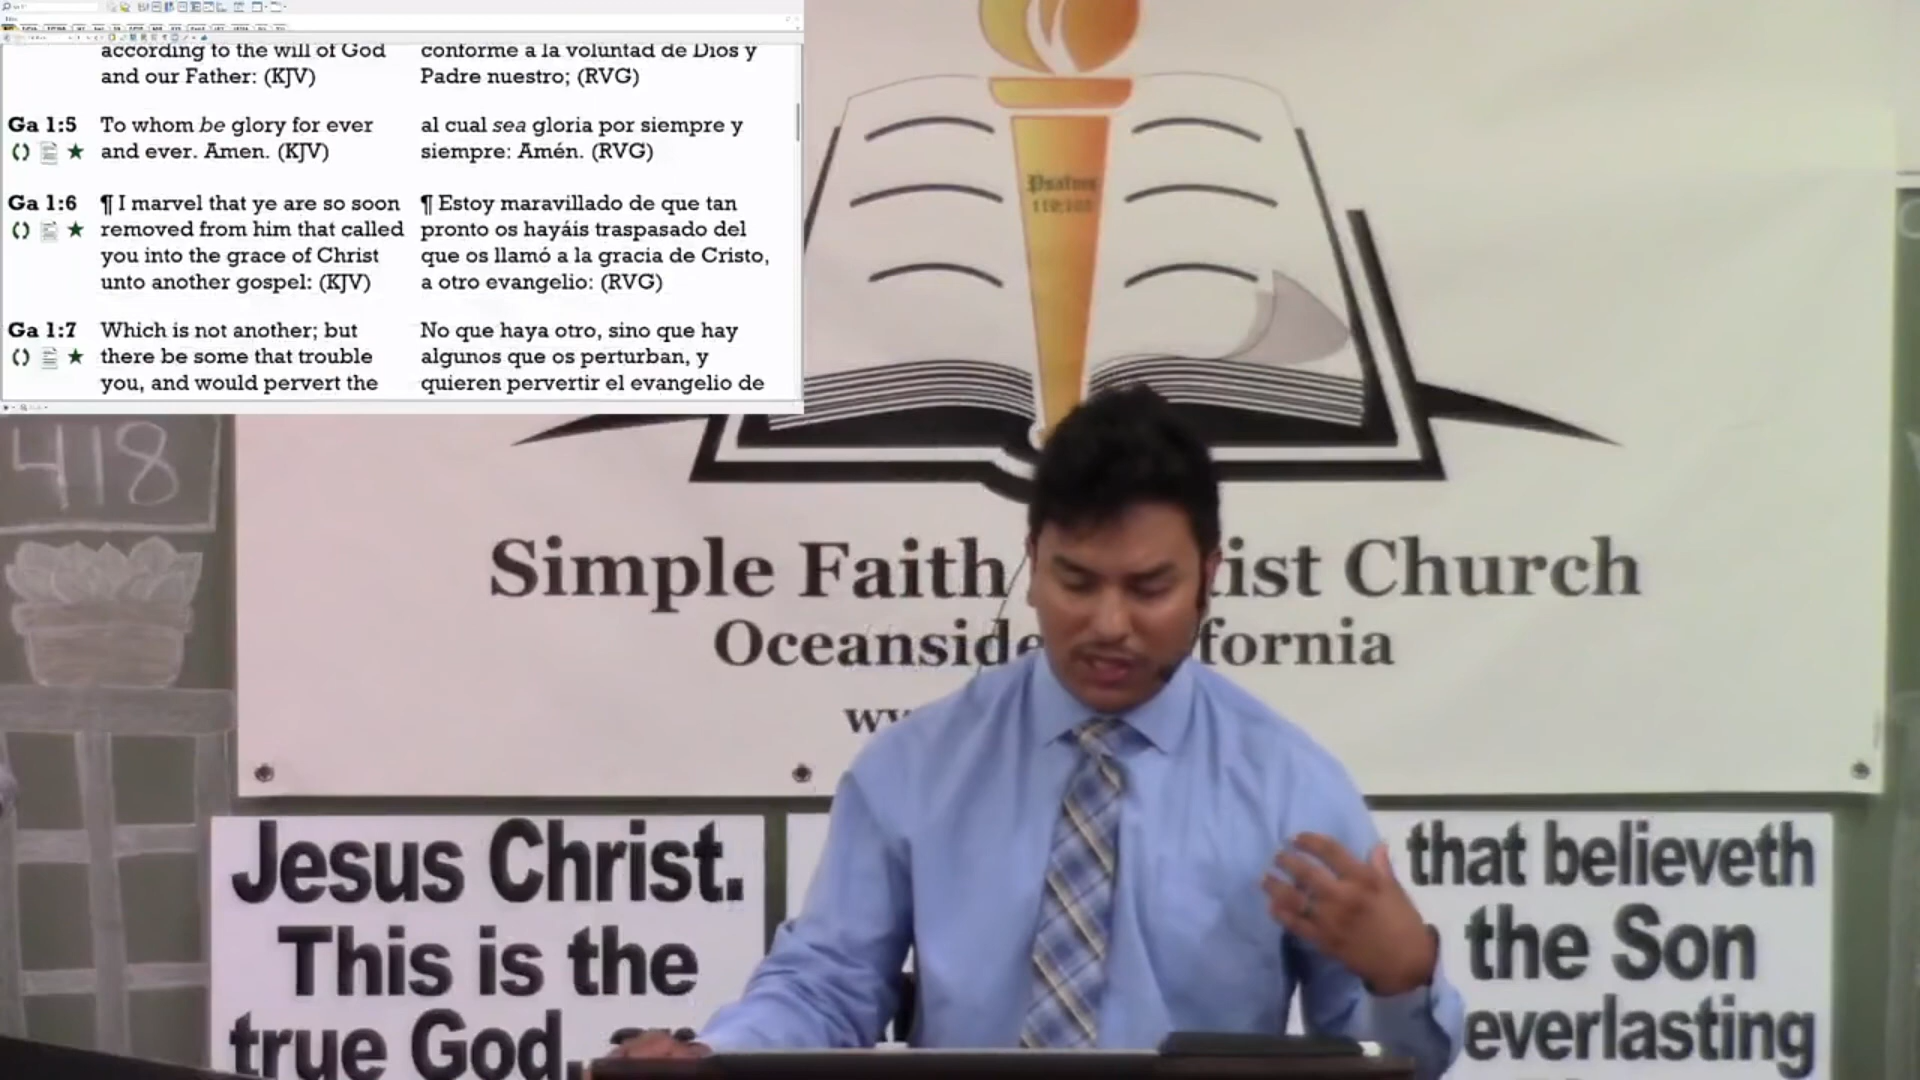 according to the will of God
and our Father: (KJV)
conforme a la voluntad de Dios y
Padre nuestro; (RVG)
Ga 1:5
To whom be glory for ever
and ever. Amen. (KJV)
al cual sea gloria por siempre y
siempre: Amén. (RVG)
Ga 1:6
¶ I marvel that ye are so soon
removed from him that called
you into the grace of Christ
unto another gospel: (KJV)
¶ Estoy maravillado de que tan
pronto os hayáis traspasado del
que os llamó a la gracia de Cristo,
a otro evangelio: (RVG)
Ga 1:7
Which is not another; but
there be some that trouble
you, and would pervert the
No que haya otro, sino que hay
algunos que os perturban, y
quieren pervertir el evangelio de
Psalms
418
Simple Faith ist Church
Oceanside fornia
Jesus Christ.
This is the
true God,
that believeth
the Son
everlasting